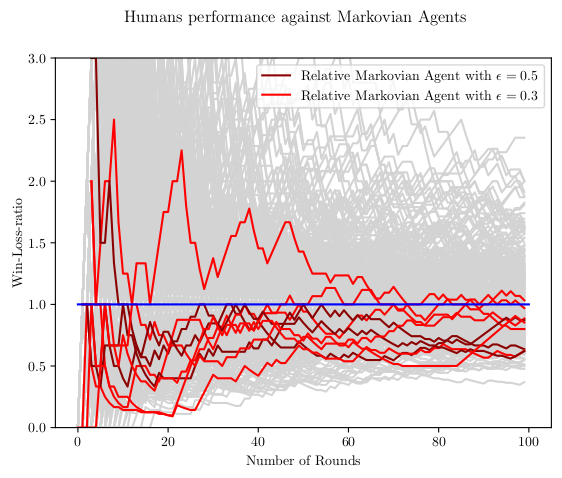 Humans performance against Markovian Agents
3.0
2.5
2.0
1.5
1.0
0.5
0.0
Win-Loss-ratio
Relative Markovian Agent with ϵ = 0.5
Relative Markovian Agent with ϵ = 0.3
0 20 40 60 80 100
Number of Rounds